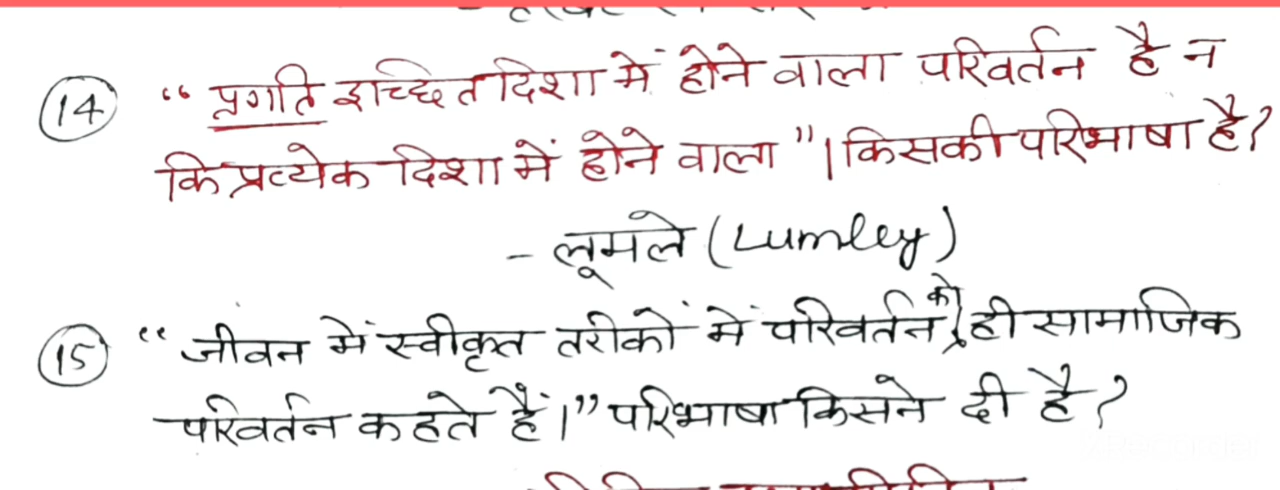 (14) “ प्रगति इच्छित दिशा में होने वाला परिवर्तन है न
कि प्रत्येक दिशा में होने वाला ”। किसकी परिभाषा है?
- लूमले (Lumley)
(15) “ जीवन में स्वीकृत तरीकों में परिवर्तन को ही सामाजिक
परिवर्तन कहते हैं।” परिभाषा किसने दी है?